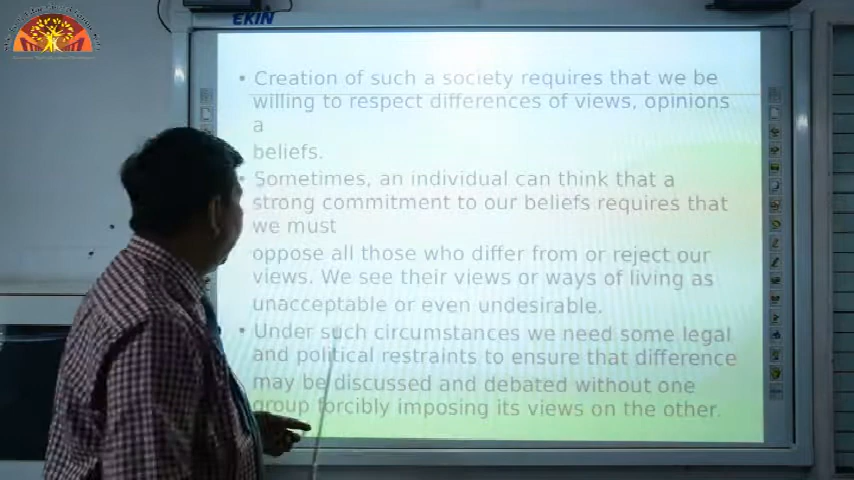 EKIN
• Creation of such a society requires that we be
willing to respect differences of views, opinions
a
beliefs.
• Sometimes, an individual can think that a
strong commitment to our beliefs requires that
we must
oppose all those who differ from or reject our
views. We see their views or ways of living as
unacceptable or even undesirable.
• Under such circumstances we need some legal
and political restraints to ensure that difference
may be discussed and debated without one
group forcibly imposing its views on the other.